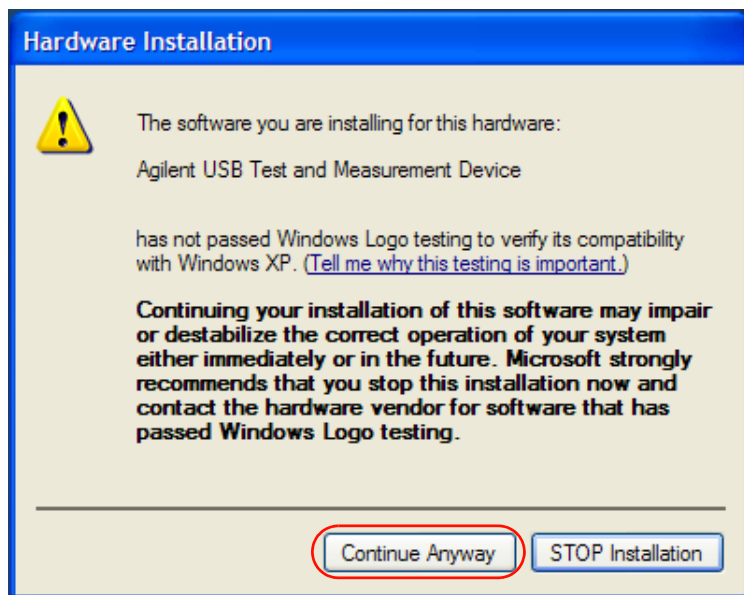 Hardware Installation
The software you are installing for this hardware:
Agilent USB Test and Measurement Device
has not passed Windows Logo testing to verify its compatibility
with Windows XP. (Tell me why this testing is important.)
Continuing your installation of this software may impair
or destabilize the correct operation of your system
either immediately or in the future. Microsoft strongly
recommends that you stop this installation now and
contact the hardware vendor for software that has
passed Windows Logo testing.
Continue Anyway STOP Installation